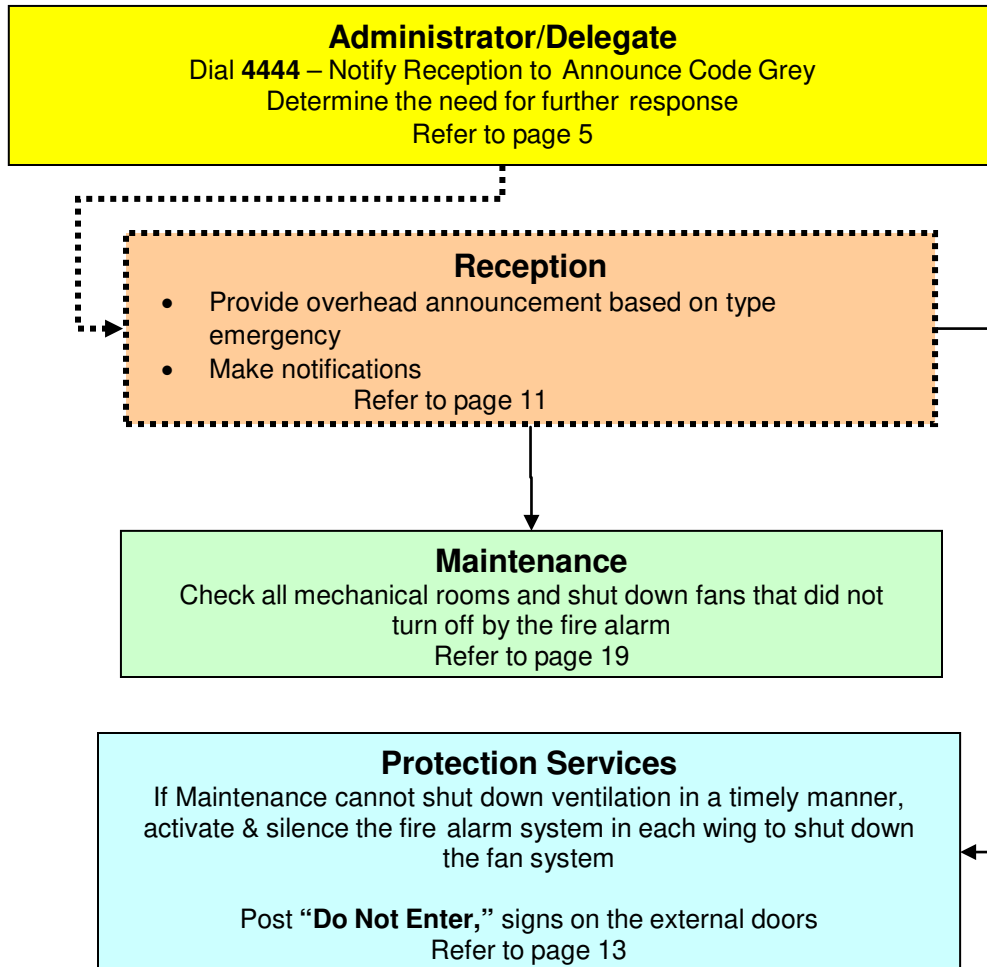 Administrator/Delegate
Dial 4444 – Notify Reception to Announce Code Grey
Determine the need for further response
Refer to page 5
Reception
• Provide overhead announcement based on type
emergency
• Make notifications
Refer to page 11
Maintenance
Check all mechanical rooms and shut down fans that did not
turn off by the fire alarm
Refer to page 19
Protection Services
If Maintenance cannot shut down ventilation in a timely manner,
activate & silence the fire alarm system in each wing to shut down
the fan system
Post “Do Not Enter,” signs on the external doors
Refer to page 13